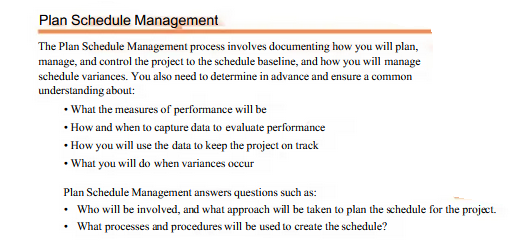 Plan Schedule Management
The Plan Schedule Management process involves documenting how you will plan,
manage, and control the project to the schedule baseline, and how you will manage
schedule variances. You also need to determine in advance and ensure a common
understanding about:
• What the measures of performance will be
• How and when to capture data to evaluate performance
• How you will use the data to keep the project on track
• What you will do when variances occur
Plan Schedule Management answers questions such as:
• Who will be involved, and what approach will be taken to plan the schedule for the project.
• What processes and procedures will be used to create the schedule?